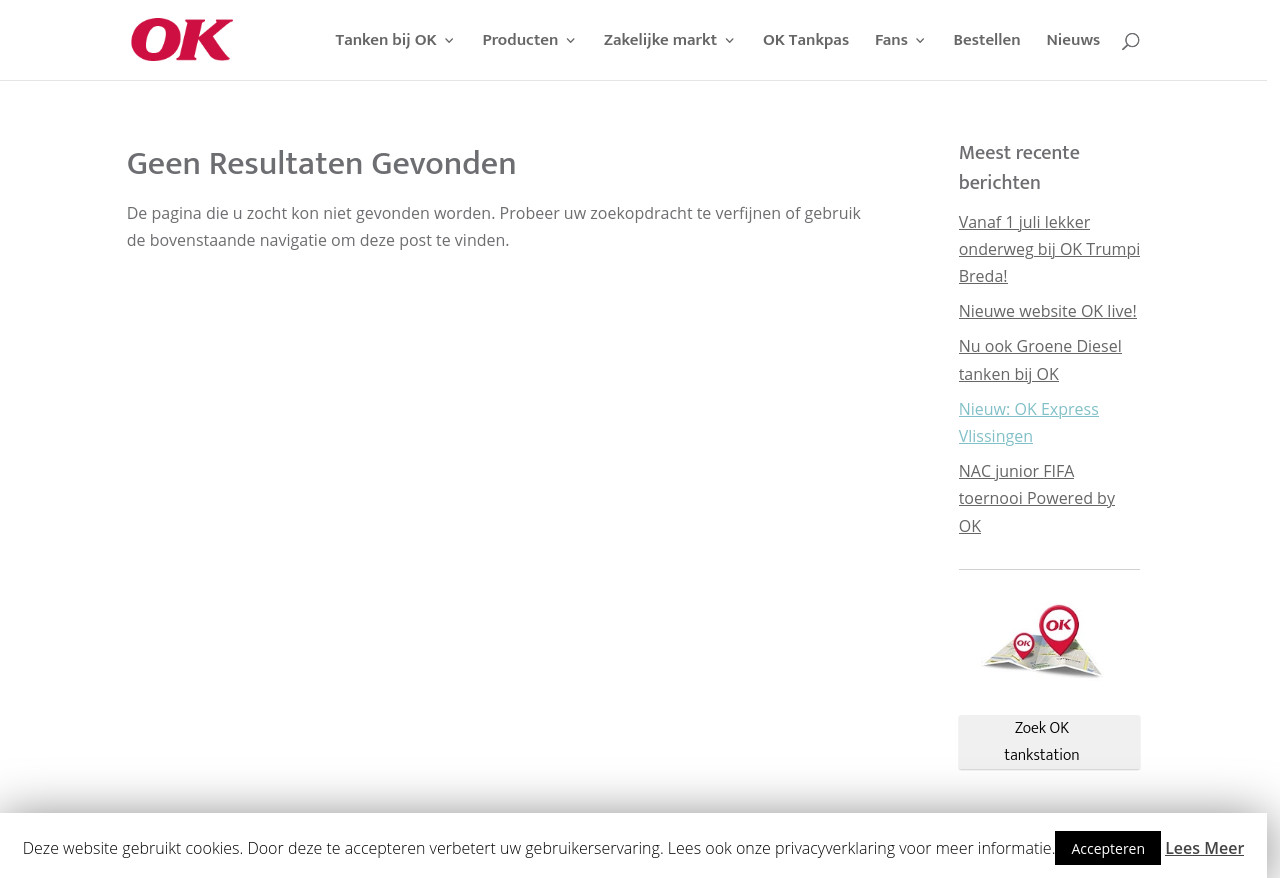 OK
Tanken bij OK
Producten
Zakelijke markt
OK Tankpas
Fans
Bestellen
Nieuws
Geen Resultaten Gevonden
De pagina die u zocht kon niet gevonden worden. Probeer uw zoekopdracht te verfijnen of gebruik
de bovenstaande navigatie om deze post te vinden.
Meest recente
berichten
Vanaf 1 juli lekker
onderweg bij OK Trumpi
Breda!
Nieuwe website OK live!
Nu ook Groene Diesel
tanken bij OK
Nieuw: OK Express
Vlissingen
NAC junior FIFA
toernooi Powered by
OK
OK
OK
Zoek OK
tankstation
Deze website gebruikt cookies. Door deze te accepteren verbetert uw gebruikerservaring. Lees ook onze privacyverklaring voor meer informatie. Accepteren Lees Meer